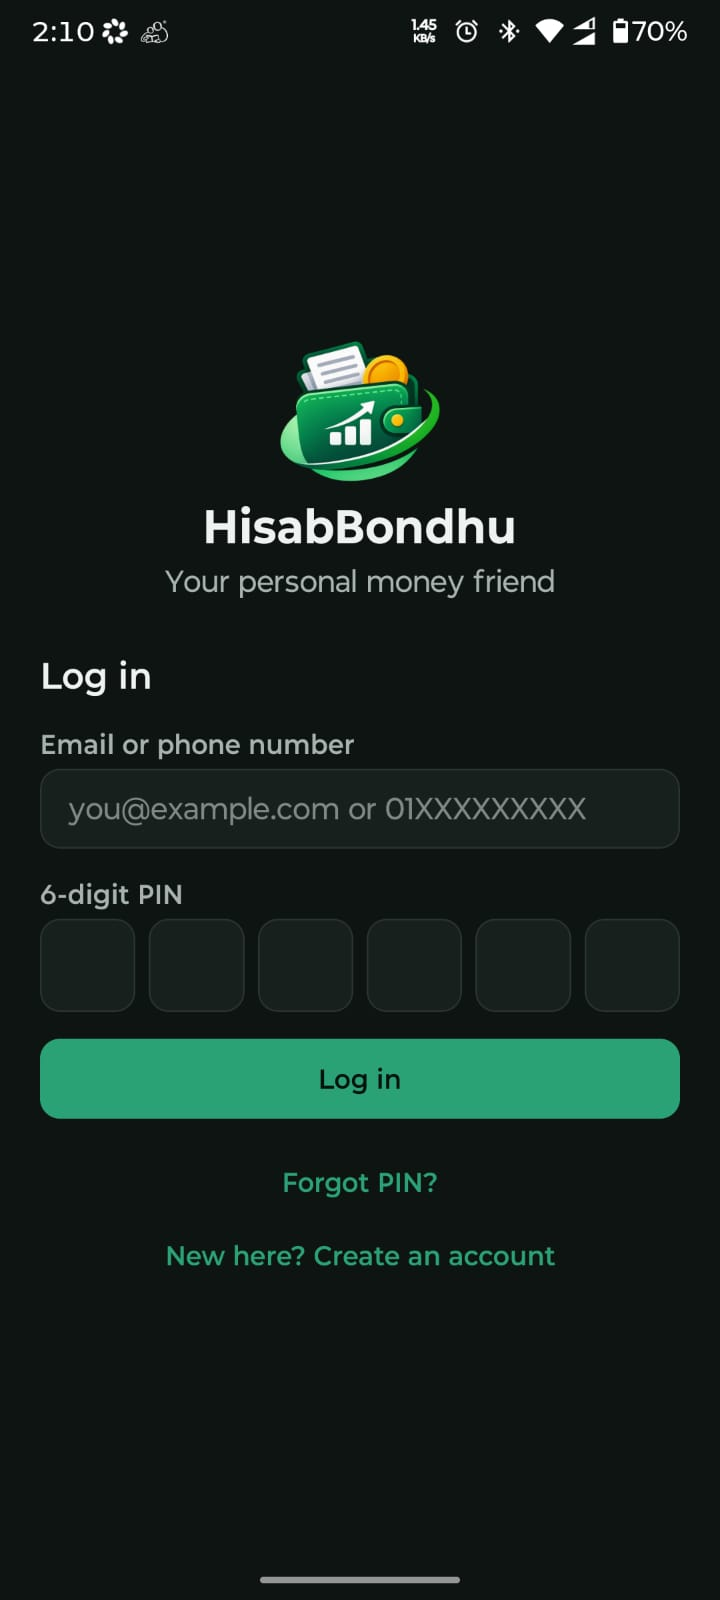 2:10
1.45
KB/s
70%
HisabBondhu
Your personal money friend
Log in
Email or phone number
you@example.com or 01XXXXXXXXX
6-digit PIN
Log in
Forgot PIN?
New here? Create an account